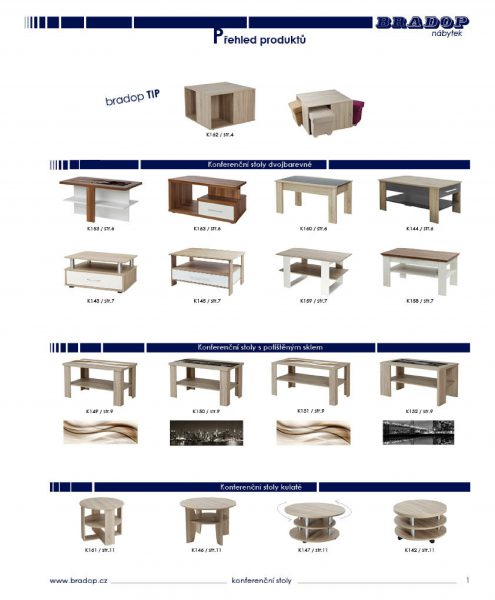 BRADOP
nábytek
Přehled produktů
bradop TIP
K162 / str.4
Konferenční stoly dvojbarevné
K153 / str.6 K163 / str.6 K160 / str.6 K144 / str.6
K143 / str.7 K145 / str.7 K159 / str.7 K158 / str.7
Konferenční stoly s potištěným sklem
K149 / str.9 K150 / str.9 K151 / str.9 K152 / str.9
Konferenční stoly kulaté
K161 / str.11 K146 / str.11 K147 / str.11 K142 / str.11
www.bradop.cz konferenční stoly 1